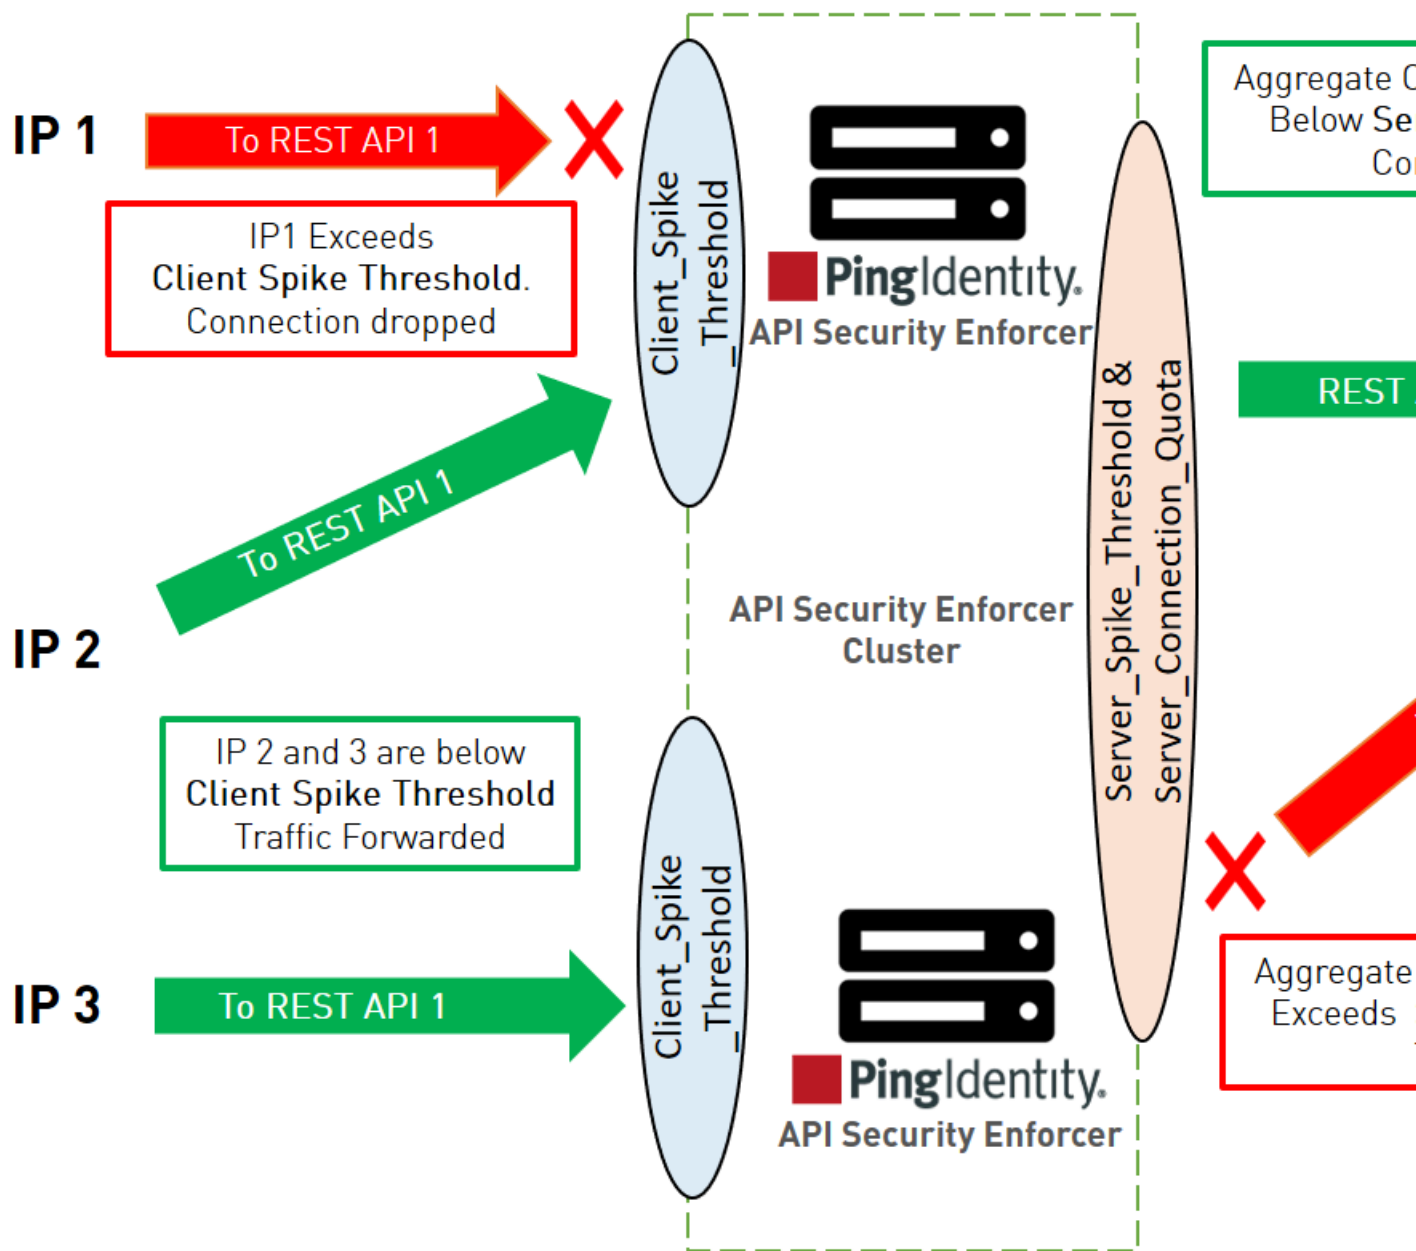 IP 1
To REST API 1
IP1 Exceeds
Client Spike Threshold.
Connection dropped
To REST API 1
IP 2
IP 2 and 3 are below
Client Spike Threshold
Traffic Forwarded
IP 3
To REST API 1
Client_Spike
_Threshold
Client_Spike
_Threshold
PingIdentity.
API Security Enforcer
API Security Enforcer
Cluster
PingIdentity.
API Security Enforcer
Server_Spike_Threshold &
Server_Connection_Quota
Aggregate
Below
REST
Aggregate
Exceeds